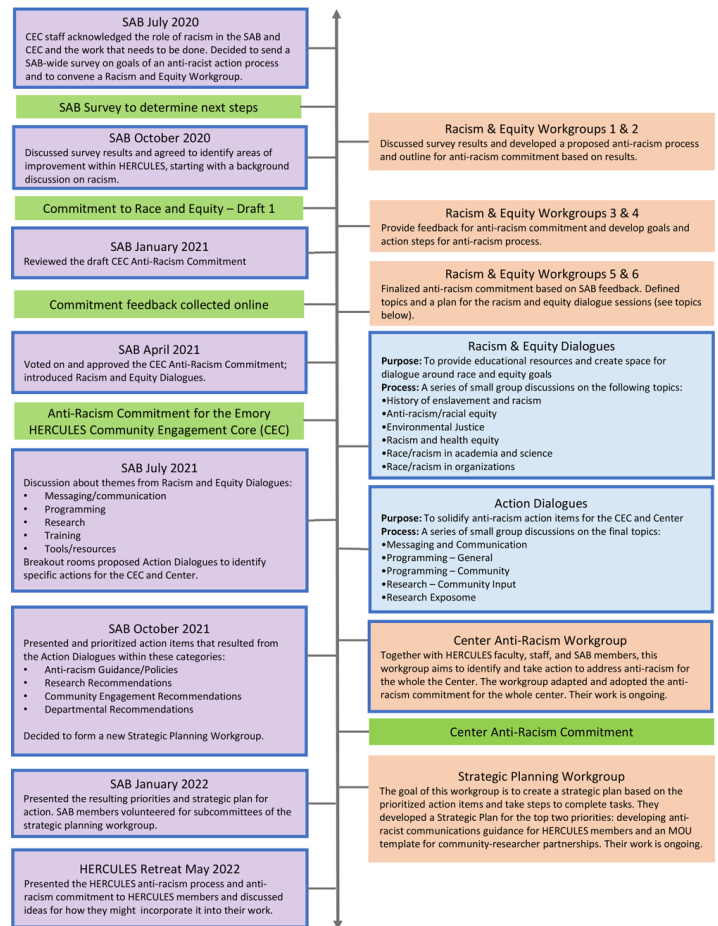 SAB July 2020
CEC staff acknowledged the role of racism in the SAB and
CEC and the work that needs to be done. Decided to send a
SAB-wide survey on goals of an anti-racist action process
and to convene a Racism and Equity Workgroup.
SAB Survey to determine next steps
SAB October 2020
Discussed survey results and agreed to identify areas of
improvement within HERCULES, starting with a background
discussion on racism.
Commitment to Race and Equity – Draft 1
SAB January 2021
Reviewed the draft CEC Anti-Racism Commitment
Commitment feedback collected online
SAB April 2021
Voted on and approved the CEC Anti-Racism Commitment;
introduced Racism and Equity Dialogues.
Anti-Racism Commitment for the Emory
HERCULES Community Engagement Core (CEC)
SAB July 2021
Discussion about themes from Racism and Equity Dialogues:
• Messaging/communication
• Programming
• Research
• Training
• Tools/resources
Breakout rooms proposed Action Dialogues to identify
specific actions for the CEC and Center.
SAB October 2021
Presented and prioritized action items that resulted from
the Action Dialogues within these categories:
• Anti-racism Guidance/Policies
• Research Recommendations
• Community Engagement Recommendations
• Departmental Recommendations
Decided to form a new Strategic Planning Workgroup.
SAB January 2022
Presented the resulting priorities and strategic plan for
action. SAB members volunteered for subcommittees of the
strategic planning workgroup.
HERCULES Retreat May 2022
Presented the HERCULES anti-racism process and anti-
racism commitment to HERCULES members and discussed
ideas for how they might incorporate it into their work.
Racism & Equity Workgroups 1 & 2
Discussed survey results and developed a proposed anti-racism process
and outline for anti-racism commitment based on results.
Racism & Equity Workgroups 3 & 4
Provide feedback for anti-racism commitment and develop goals and
action steps for anti-racism process.
Racism & Equity Workgroups 5 & 6
Finalized anti-racism commitment based on SAB feedback. Defined
topics and a plan for the racism and equity dialogue sessions (see topics
below).
Racism & Equity Dialogues
Purpose: To provide educational resources and create space for
dialogue around race and equity goals
Process: A series of small group discussions on the following topics:
•History of enslavement and racism
•Anti-racism/racial equity
•Environmental Justice
•Racism and health equity
•Race/racism in academia and science
•Race/racism in organizations
Action Dialogues
Purpose: To solidify anti-racism action items for the CEC and Center
Process: A series of small group discussions on the final topics:
•Messaging and Communication
•Programming – General
•Programming – Community
•Research – Community Input
•Research Exposome
Center Anti-Racism Workgroup
Together with HERCULES faculty, staff, and SAB members, this
workgroup aims to identify and take action to address anti-racism for
the whole the Center. The workgroup adapted and adopted the anti-
racism commitment for the whole center. Their work is ongoing.
Center Anti-Racism Commitment
Strategic Planning Workgroup
The goal of this workgroup is to create a strategic plan based on the
prioritized action items and take steps to complete tasks. They
developed a Strategic Plan for the top two priorities: developing anti-
racist communications guidance for HERCULES members and an MOU
template for community-researcher partnerships. Their work is ongoing.